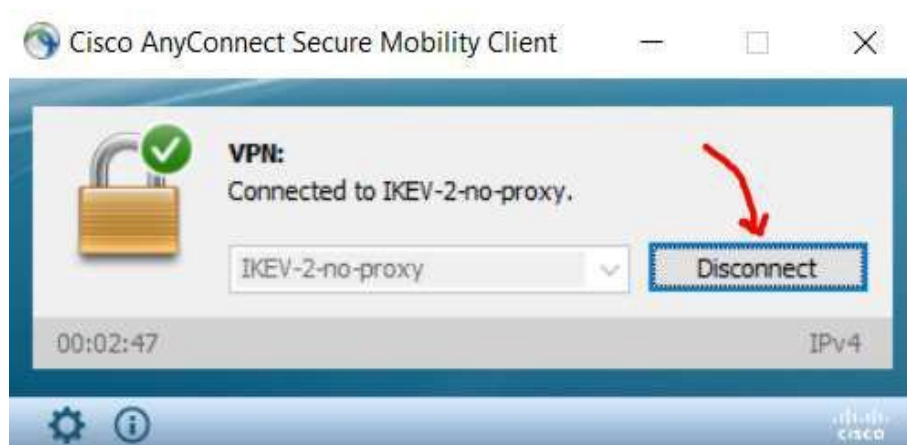 Cisco AnyConnect Secure Mobility Client
VPN:
Connected to IKEV-2-no-proxy.
IKEV-2-no-proxy
Disconnect
00:02:47
IPv4
cisco